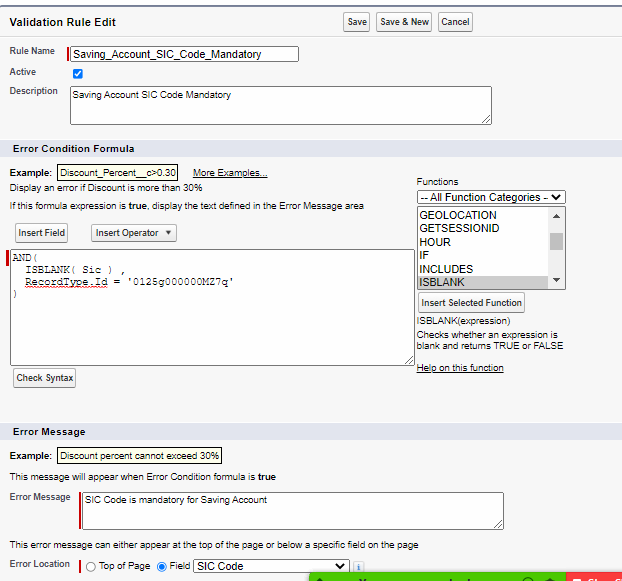 Validation Rule Edit
Save
Save & New
Cancel
Rule Name
Saving_Account_SIC_Code_Mandatory
Active
Description
Saving Account SIC Code Mandatory
Error Condition Formula
Example:
Discount_Percent__c>0.30
More Examples...
Display an error if Discount is more than 30%
If this formula expression is true, display the text defined in the Error Message area
Insert Field
Insert Operator
AND(
ISBLANK( Sic ) ,
RecordType.Id = '0125g000000MZ7q'
)
Check Syntax
Functions
-- All Function Categories -
GEOLOCATION
GETSESSIONID
HOUR
IF
INCLUDES
ISBLANK
Insert Selected Function
ISBLANK(expression)
Checks whether an expression is
blank and returns TRUE or FALSE
Help on this function
Error Message
Example:
Discount percent cannot exceed 30%
This message will appear when Error Condition formula is true
Error Message
SIC Code is mandatory for Saving Account
This error message can either appear at the top of the page or below a specific field on the page
Error Location
Top of Page
Field
SIC Code
i